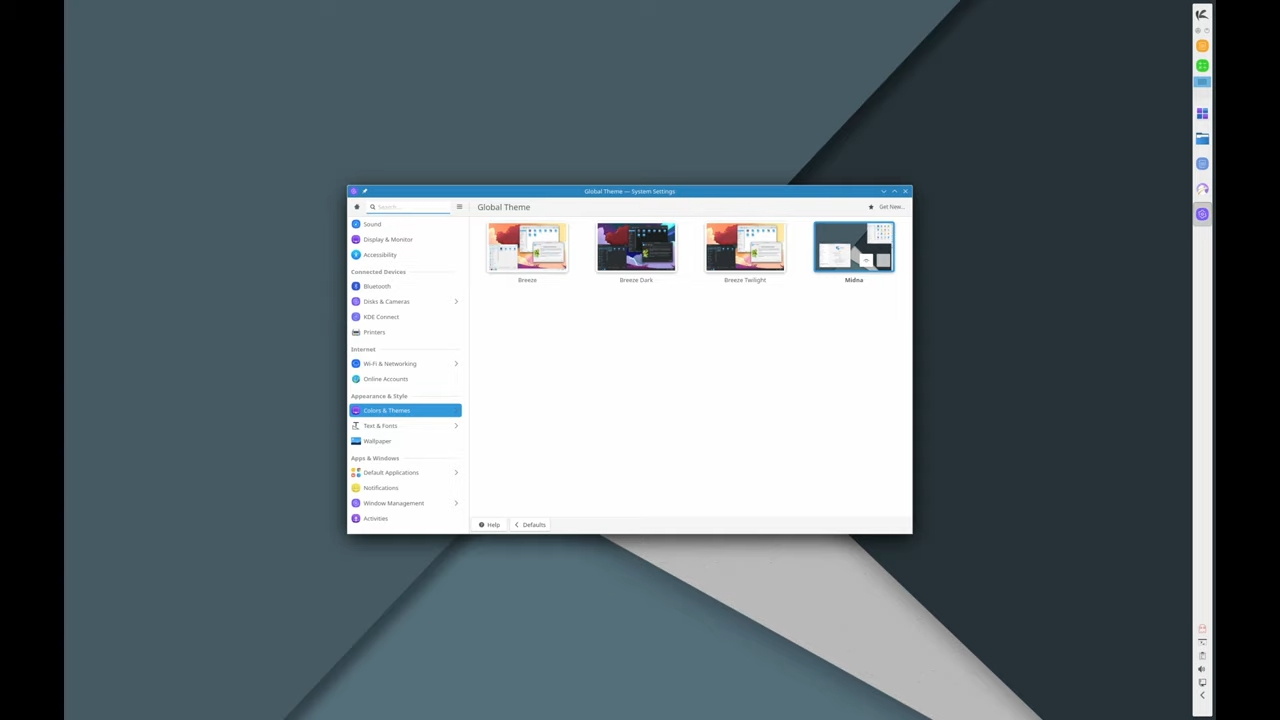 Global Theme — System Settings
Search...
Global Theme
Get New...
Sound
Display & Monitor
Accessibility
Connected Devices
Bluetooth
Disks & Cameras
KDE Connect
Printers
Internet
Wi-Fi & Networking
Online Accounts
Appearance & Style
Colors & Themes
Text & Fonts
Wallpaper
Apps & Windows
Default Applications
Notifications
Window Management
Activities
Breeze
Breeze Dark
Breeze Twilight
Midna
Help
Defaults